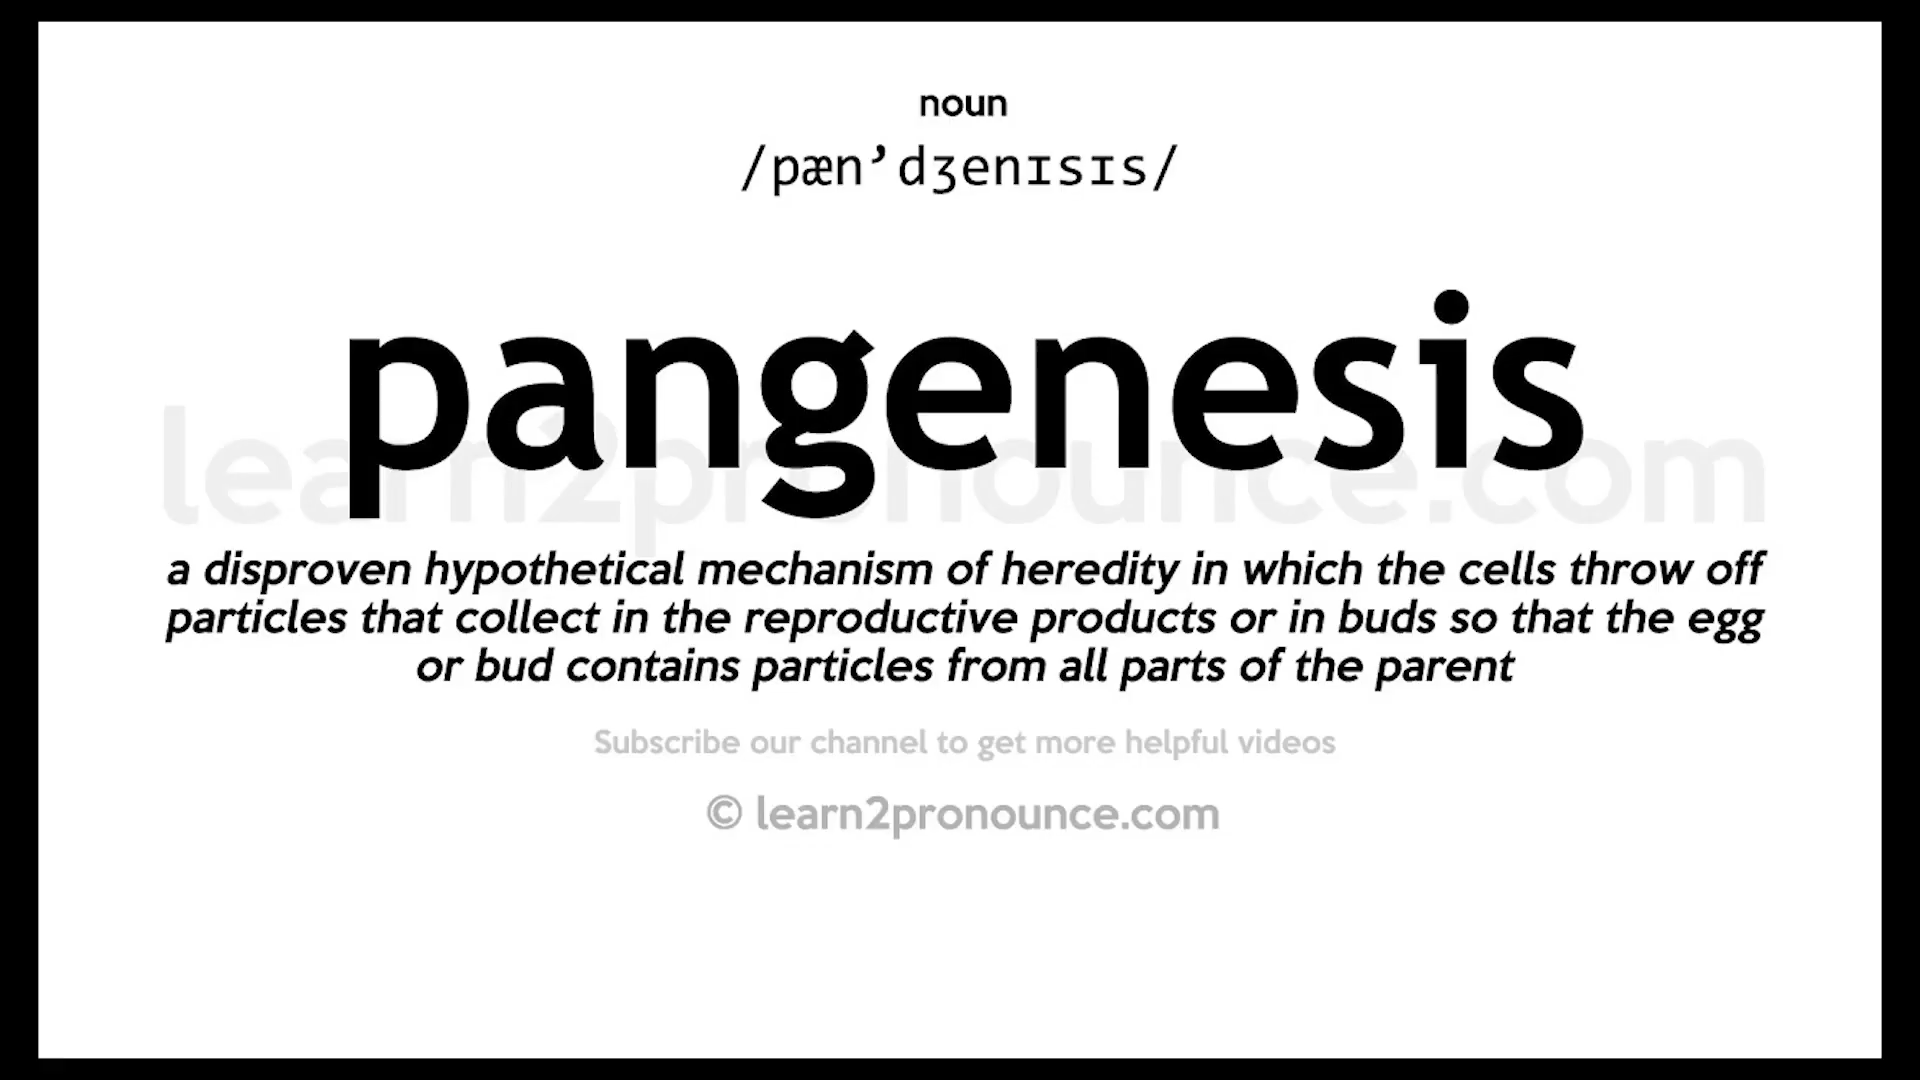 noun
/pæn’dʒenɪsɪs/
pangenesis
learn2pronounce.com
a disproven hypothetical mechanism of heredity in which the cells throw off
particles that collect in the reproductive products or in buds so that the egg
or bud contains particles from all parts of the parent
Subscribe our channel to get more helpful videos
© learn2pronounce.com